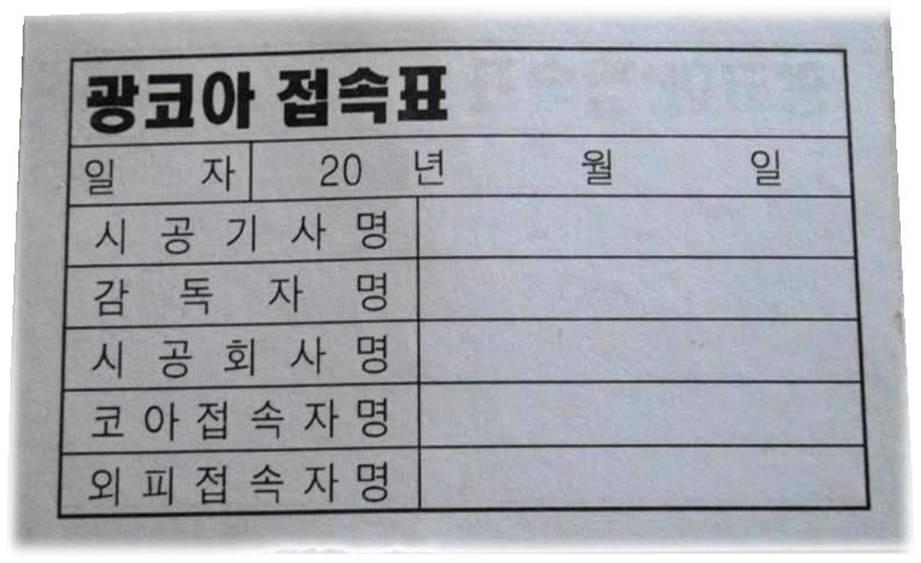 광코아 접속표
일 자 20 년 월 일
시 공 기 사 명
감 독 자 명
시 공 회 사 명
코 아 접 속 자 명
외 피 접 속 자 명